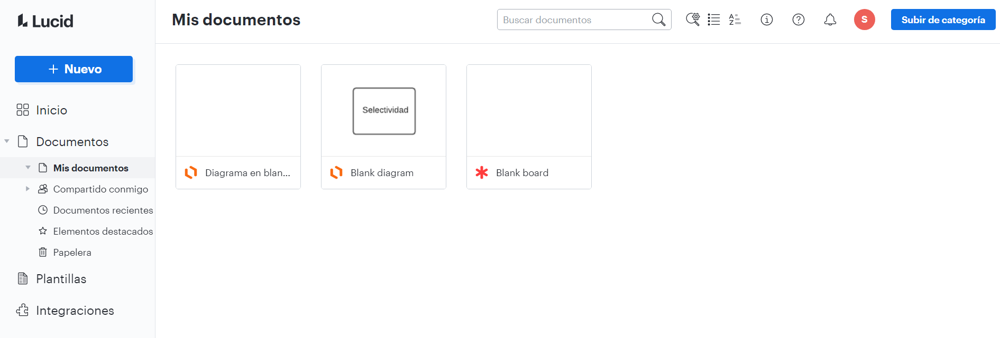 Lucid
Mis documentos
Buscar documentos
A
Z
S
Subir de categoría
+ Nuevo
Inicio
Documentos
Mis documentos
Compartido conmigo
Documentos recientes
Elementos destacados
Papelera
Plantillas
Integraciones
Selectividad
Diagrama en blan...
Blank diagram
Blank board